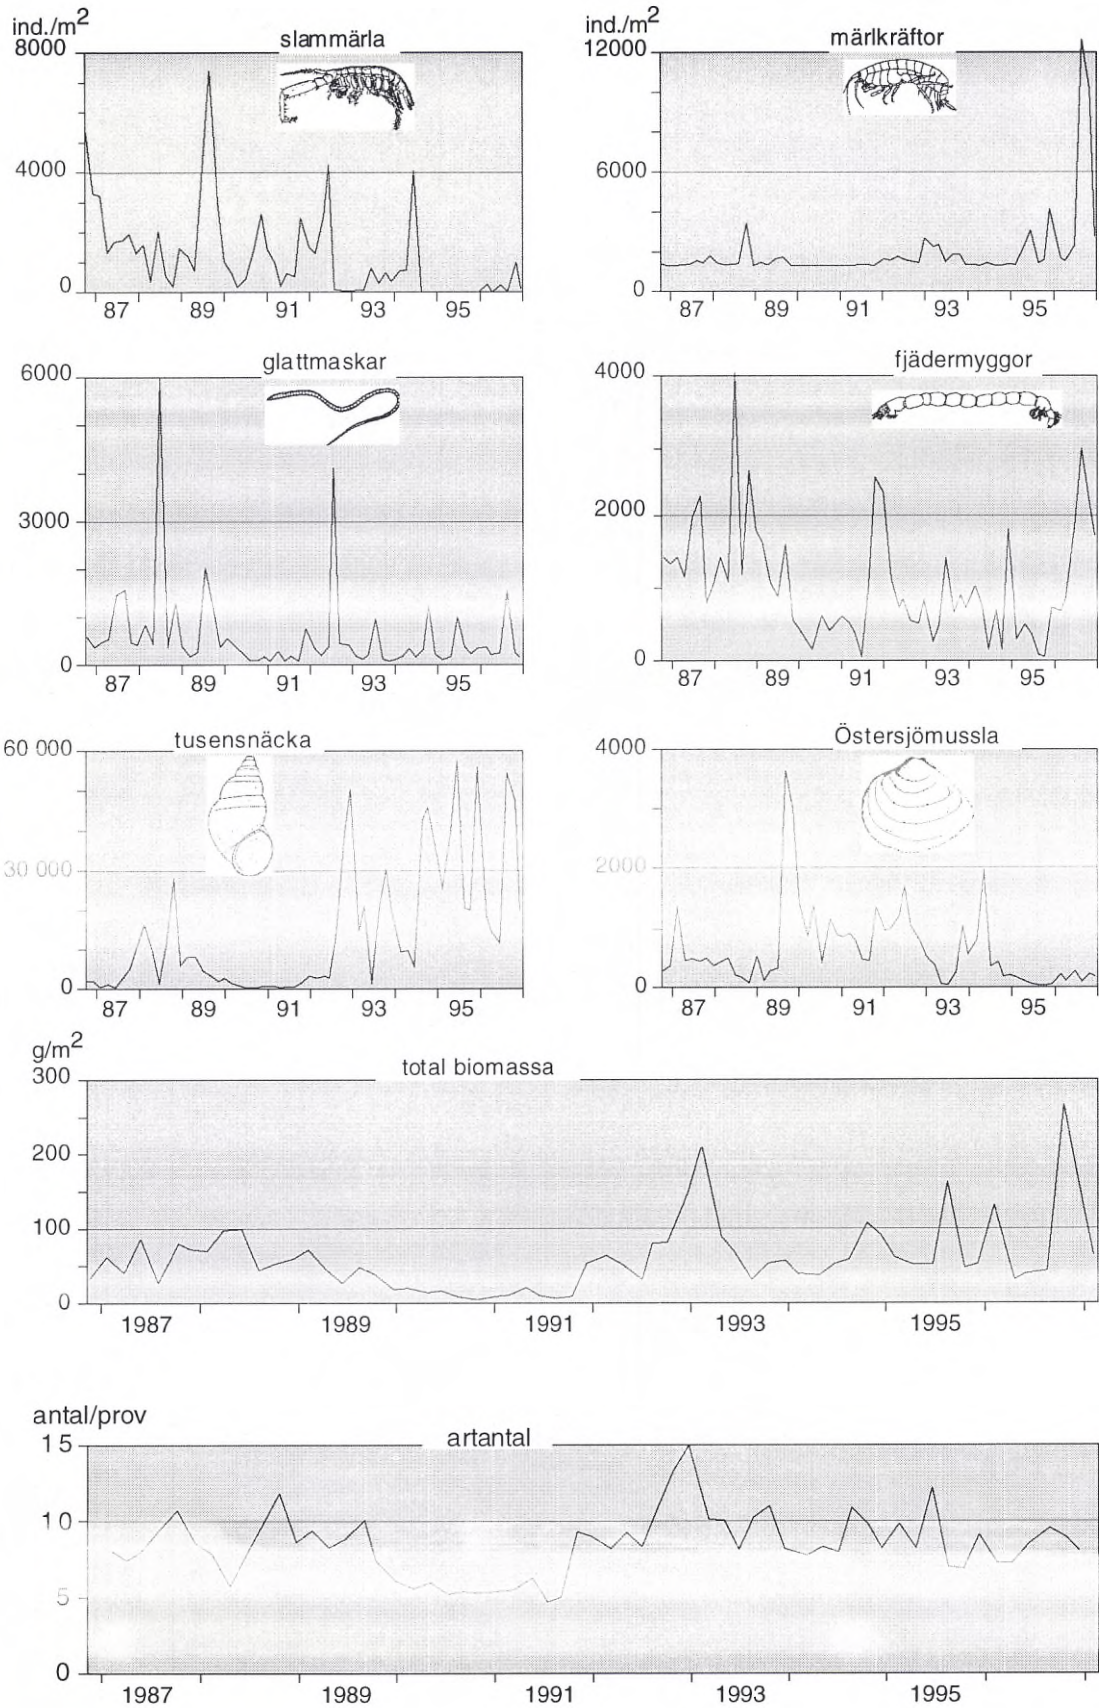 ind./m2
slammärla
8000
4000
0
87 89 91 93 95
ind./m2
märlkräftor
12000
6000
0
87 89 91 93 95
glattmaskar
6000
3000
0
87 89 91 93 95
fjädermyggor
4000
2000
0
87 89 91 93 95
tusensnäcka
60 000
30 000
0
87 89 91 93 95
Östersjömussla
4000
2000
0
87 89 91 93 95
g/m2
total biomassa
300
200
100
0
1987 1989 1991 1993 1995
antal/prov
artantal
15
10
5
0
1987 1989 1991 1993 1995